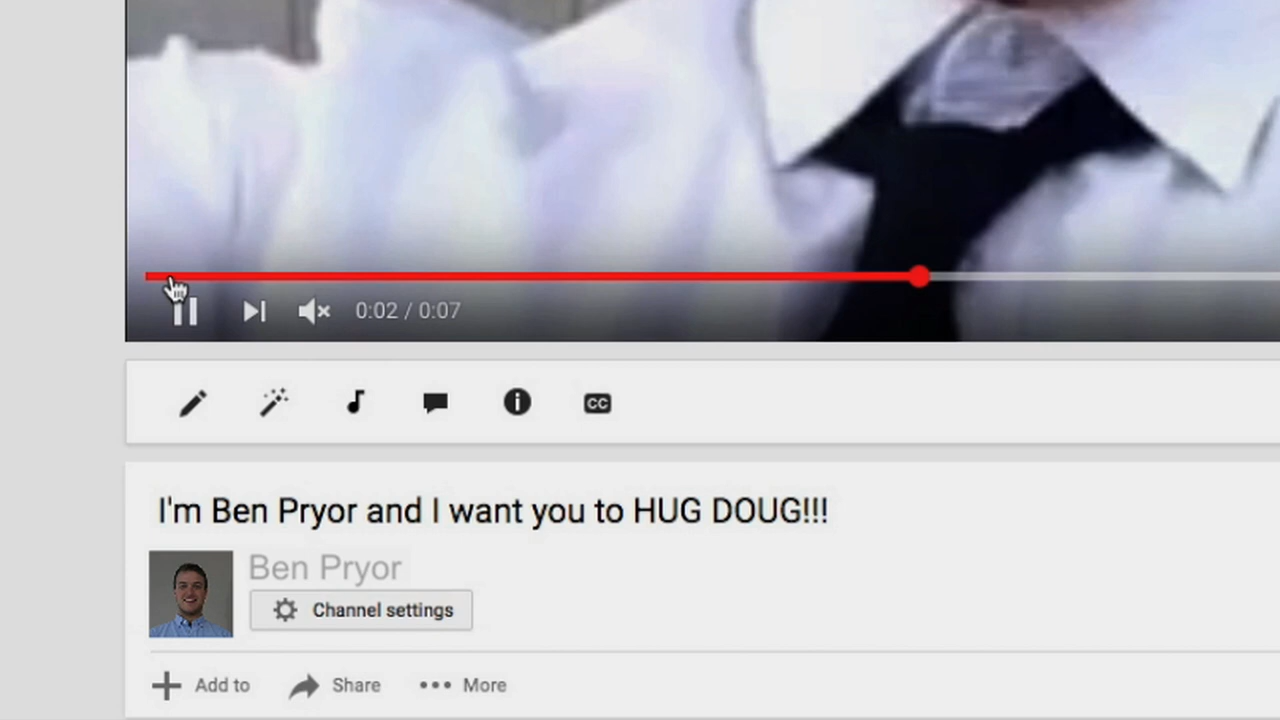 0:02 / 0:07
CC
I'm Ben Pryor and I want you to HUG DOUG!!!
Ben Pryor
Channel settings
Add to Share More